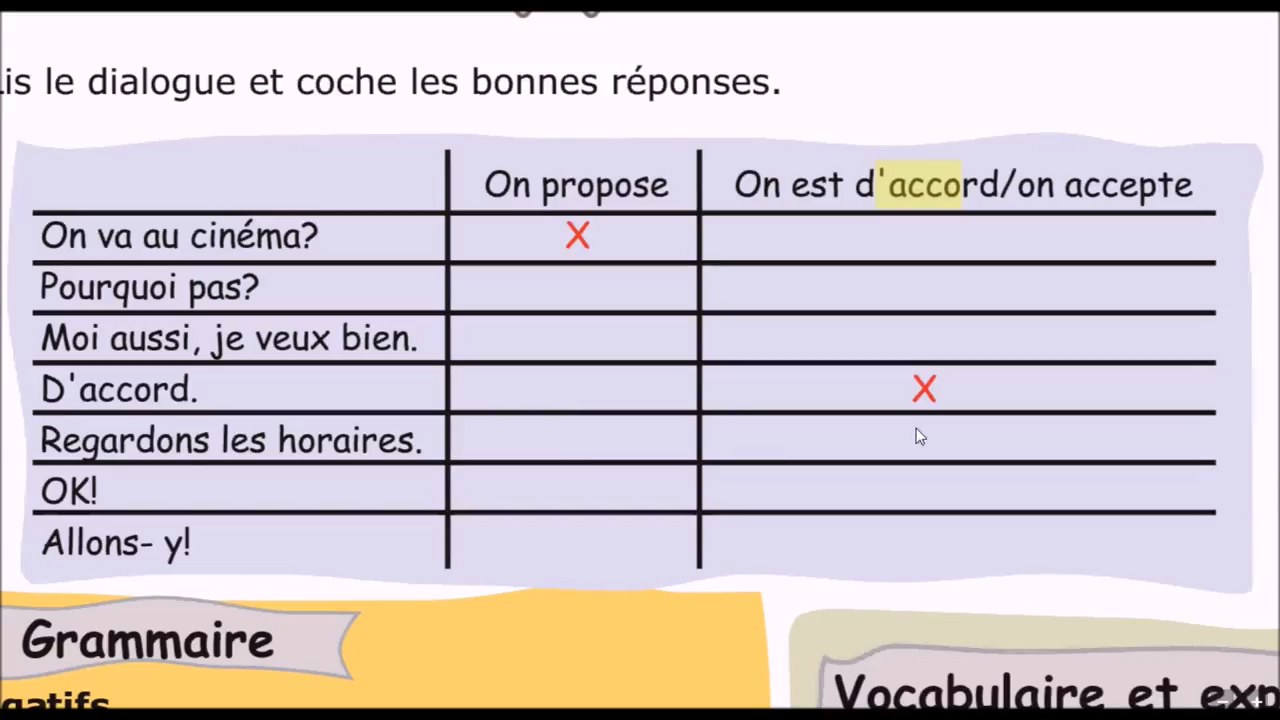 is le dialogue et coche les bonnes réponses.
On propose On est d'accord/on accepte
On va au cinéma? X
Pourquoi pas?
Moi aussi, je veux bien.
D'accord. X
Regardons les horaires.
OK!
Allons- y!
Grammaire
gatifs
Vocabulaire et exp